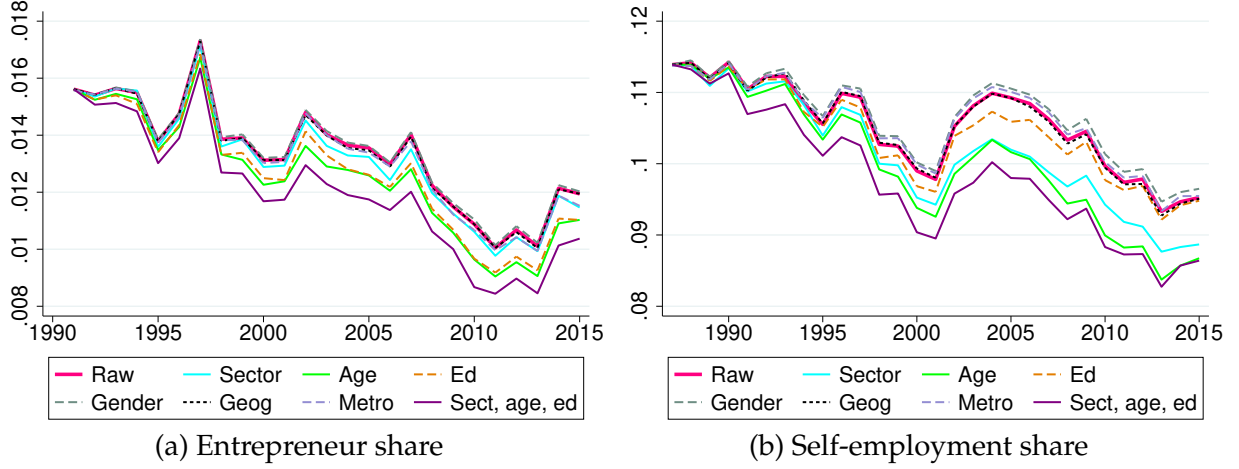 .018
.016
.014
.012
.01
.008
1990 1995 2000 2005 2010 2015
Raw Sector Age Ed
Gender Geog Metro Sect, age, ed
(a) Entrepreneur share
.12
.11
.1
.09
.08
1990 1995 2000 2005 2010 2015
Raw Sector Age Ed
Gender Geog Metro Sect, age, ed
(b) Self-employment share